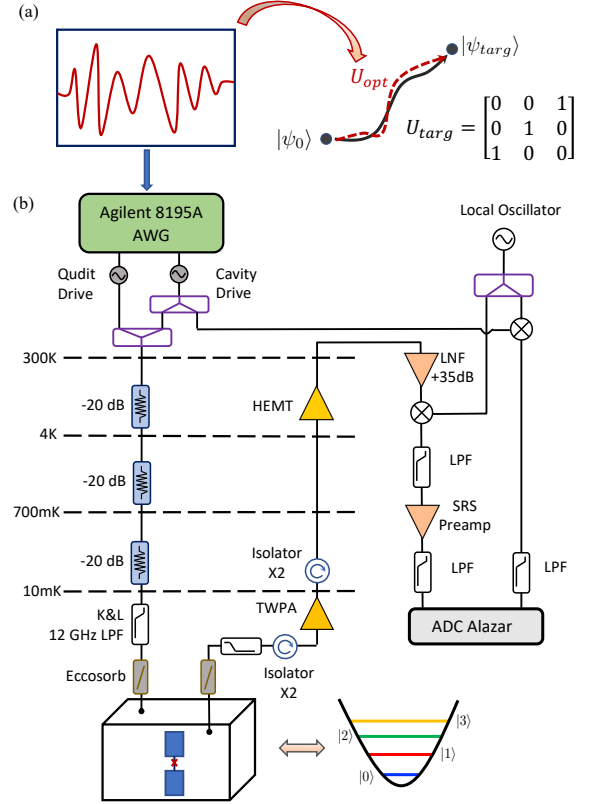 (a)
|ψ_targ⟩
U_opt
|ψ_0⟩
U_targ = [0 0 1
0 1 0
1 0 0]
(b)
Agilent 8195A
AWG
Local Oscillator
Qudit
Drive
Cavity
Drive
300K
LNF
+35dB
-20 dB
HEMT
4K
LPF
-20 dB
SRS
Preamp
700mK
-20 dB
Isolator
X2
LPF
LPF
10mK
K&L
12 GHz LPF
TWPA
ADC Alazar
Eccosorb
Isolator
X2
|3⟩
|2⟩
|1⟩
|0⟩